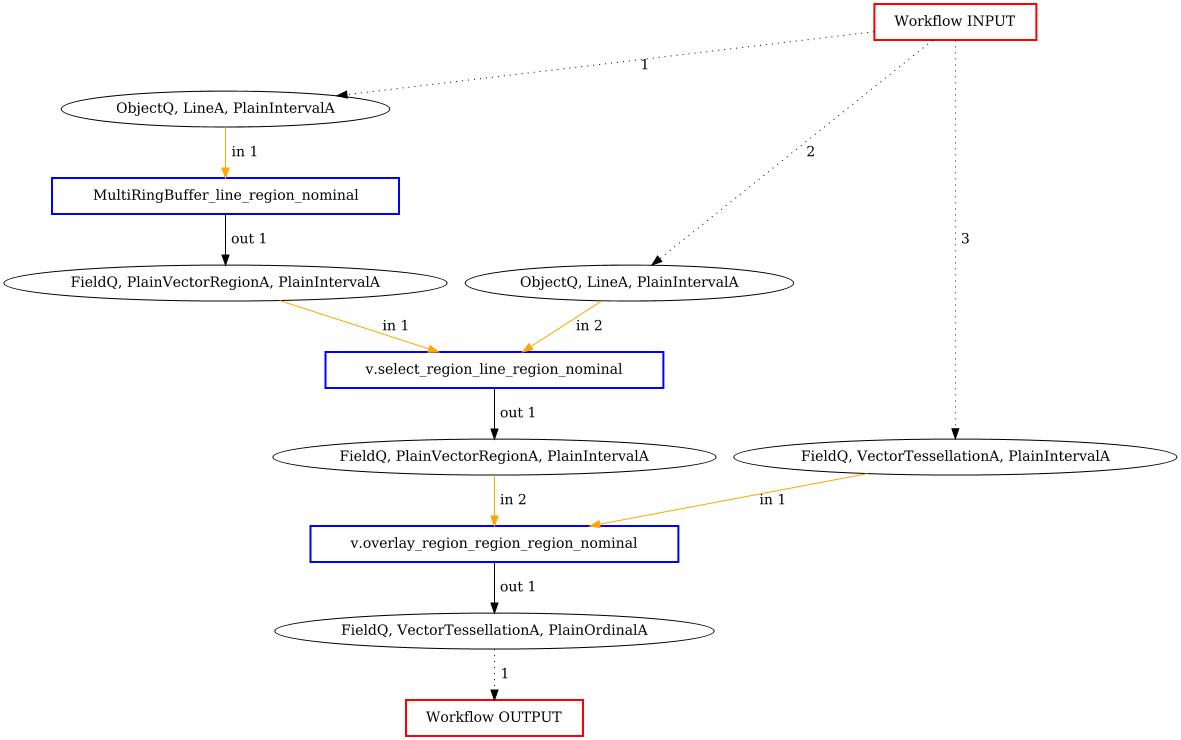 Workflow INPUT
1
ObjectQ, LineA, PlainIntervalA
in 1
2
MultiRingBuffer_line_region_nominal
out 1
3
FieldQ, PlainVectorRegionA, PlainIntervalA
ObjectQ, LineA, PlainIntervalA
in 1
in 2
v.select_region_line_region_nominal
out 1
FieldQ, PlainVectorRegionA, PlainIntervalA
FieldQ, VectorTessellationA, PlainIntervalA
in 2
in 1
v.overlay_region_region_region_nominal
out 1
FieldQ, VectorTessellationA, PlainOrdinalA
1
Workflow OUTPUT